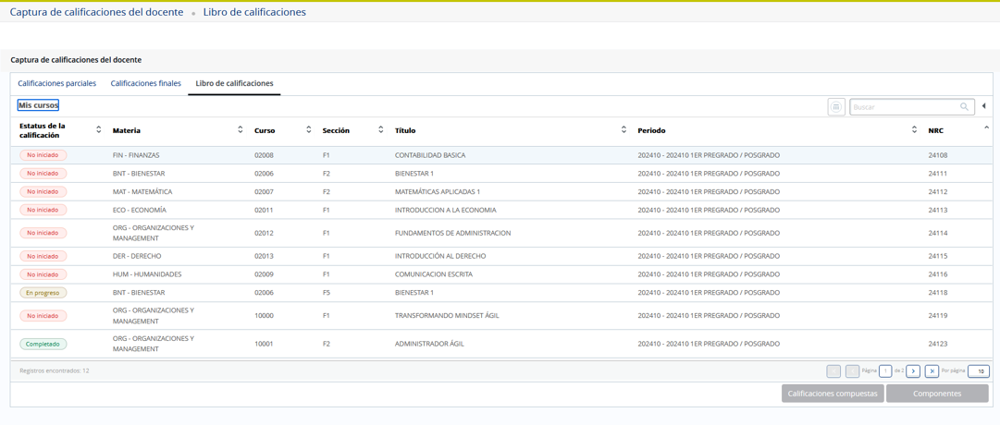 Captura de calificaciones del docente • Libro de calificaciones
Captura de calificaciones del docente
Calificaciones parciales Calificaciones finales Libro de calificaciones
Mis cursos Buscar
Estatus de la calificación Materia Curso Sección Título Periodo NRC
No iniciado FIN - FINANZAS 02008 F1 CONTABILIDAD BASICA 202410 - 202410 1ER PREGRADO / POSGRADO 24108
No iniciado BNT - BIENESTAR 02006 F2 BIENESTAR 1 202410 - 202410 1ER PREGRADO / POSGRADO 24111
No iniciado MAT - MATEMÁTICA 02007 F2 MATEMÁTICAS APLICADAS 1 202410 - 202410 1ER PREGRADO / POSGRADO 24112
No iniciado ECO - ECONOMÍA 02011 F1 INTRODUCCION A LA ECONOMIA 202410 - 202410 1ER PREGRADO / POSGRADO 24113
No iniciado ORG - ORGANIZACIONES Y MANAGEMENT 02012 F1 FUNDAMENTOS DE ADMINISTRACION 202410 - 202410 1ER PREGRADO / POSGRADO 24114
No iniciado DER - DERECHO 02013 F1 INTRODUCCIÓN AL DERECHO 202410 - 202410 1ER PREGRADO / POSGRADO 24115
No iniciado HUM - HUMANIDADES 02009 F1 COMUNICACION ESCRITA 202410 - 202410 1ER PREGRADO / POSGRADO 24116
En progreso BNT - BIENESTAR 02006 F5 BIENESTAR 1 202410 - 202410 1ER PREGRADO / POSGRADO 24118
No iniciado ORG - ORGANIZACIONES Y MANAGEMENT 10000 F1 TRANSFORMANDO MINDSET ÁGIL 202410 - 202410 1ER PREGRADO / POSGRADO 24119
Completado ORG - ORGANIZACIONES Y MANAGEMENT 10001 F2 ADMINISTRADOR ÁGIL 202410 - 202410 1ER PREGRADO / POSGRADO 24123
Registros encontrados: 12 Página 1 de 2 Por página 10
Calificaciones compuestas Componentes